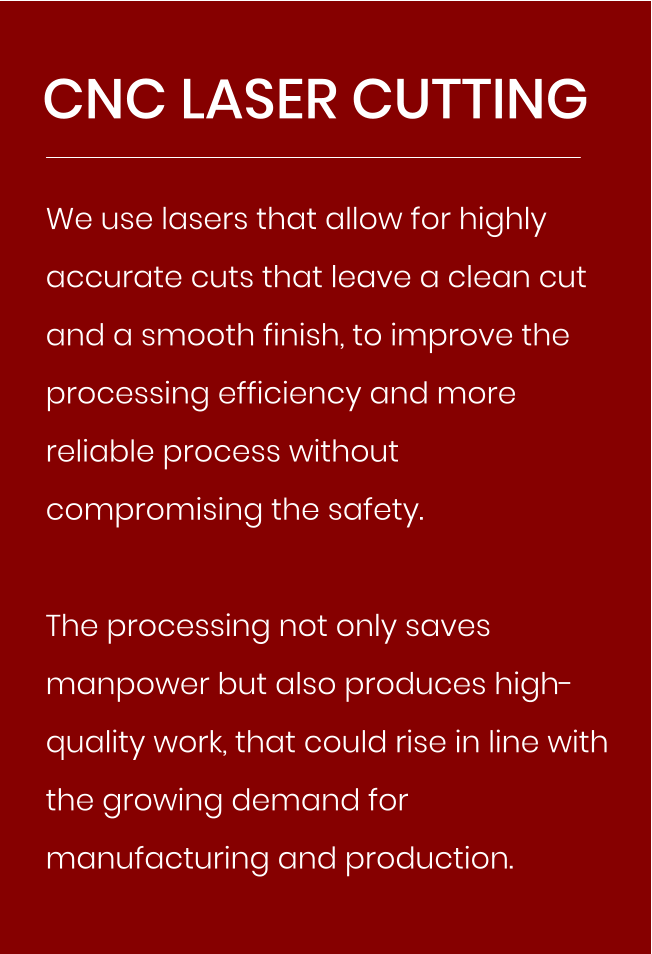 CNC LASER CUTTING
We use lasers that allow for highly
accurate cuts that leave a clean cut
and a smooth finish, to improve the
processing efficiency and more
reliable process without
compromising the safety.
The processing not only saves
manpower but also produces high-
quality work, that could rise in line with
the growing demand for
manufacturing and production.